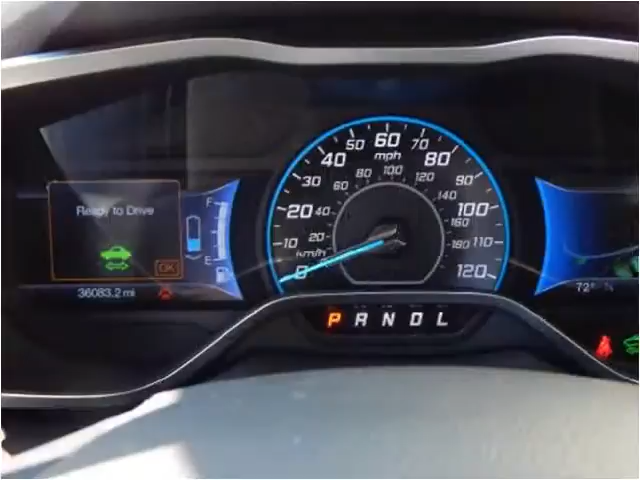 Ready to Drive
OK
36083.2 mi
F
E
0 10 20 30 40 50 60 70 80 90 100 110 120
mph
20 40 60 80 100 120 140 160 180
km/h
P R N D L
72°